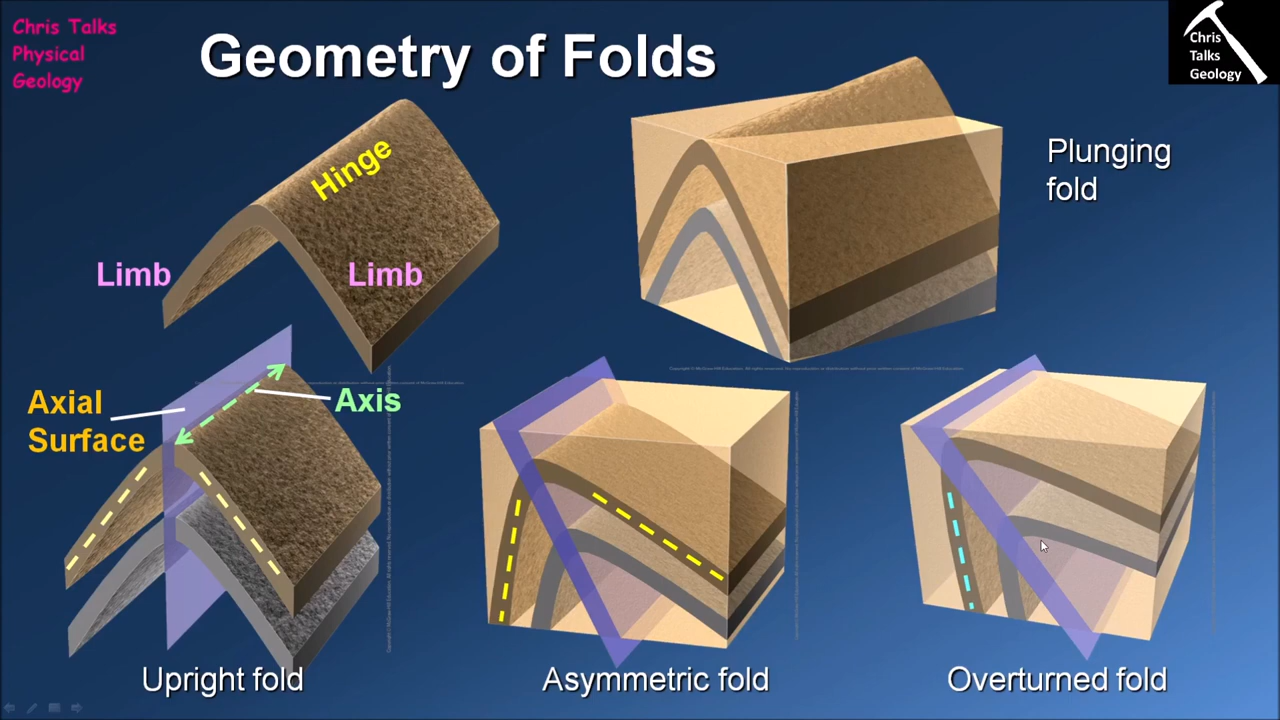 Chris Talks
Physical
Geology
Geometry of Folds
Chris
Talks
Geology
Hinge
Limb
Limb
Plunging
fold
Axial
Surface
Axis
Upright fold
Asymmetric fold
Overturned fold